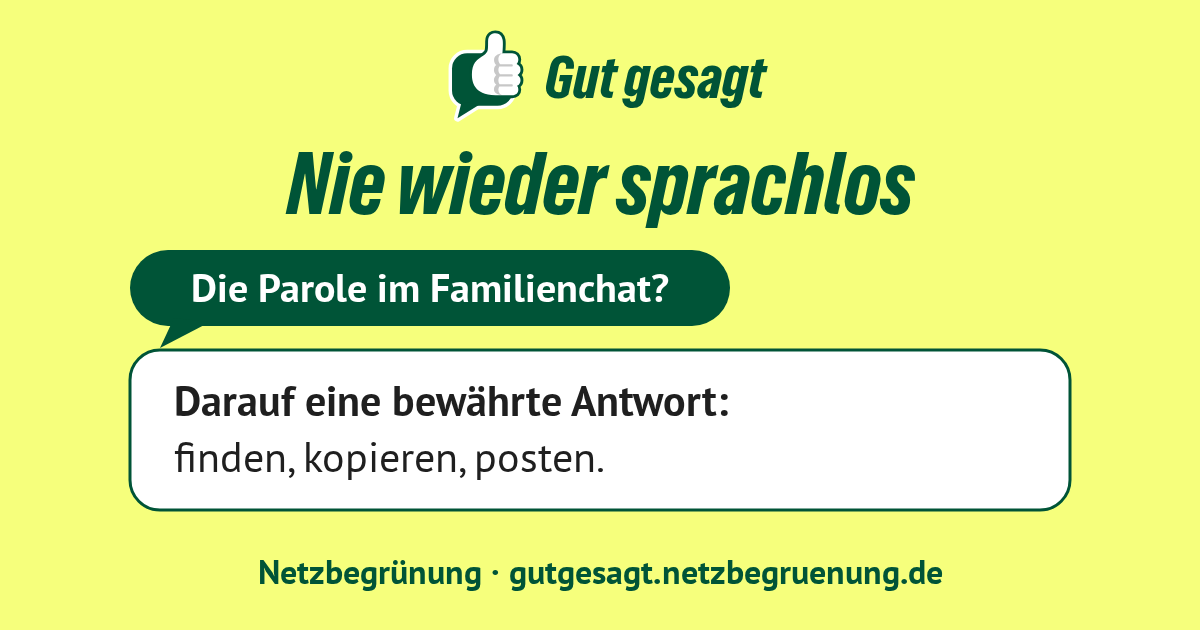 Gut gesagt
Nie wieder sprachlos
Die Parole im Familienchat?
Darauf eine bewährte Antwort:
finden, kopieren, posten.
Netzbegrünung · gutgesagt.netzbegruenung.de